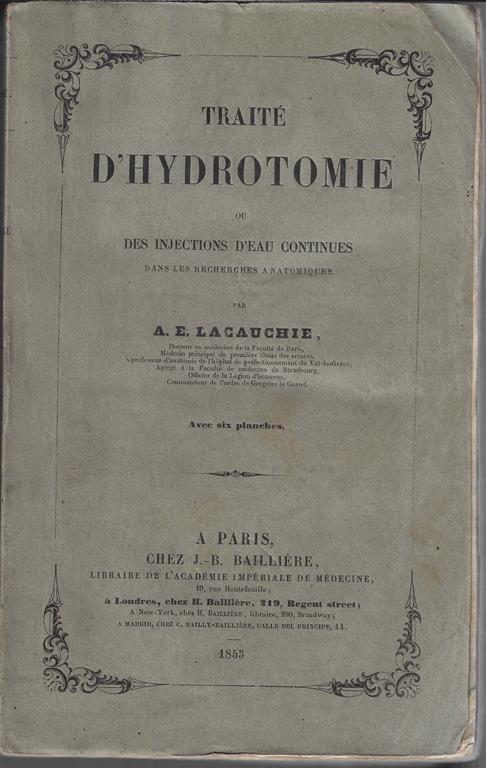 TRAITÉ
D'HYDROTOMIE
OU
DES INJECTIONS D'EAU CONTINUES
DANS LES RECHERCHES ANATOMIQUES.
PAR
A. E. LACAUCHIE,
Docteur en médecine de la Faculté de Paris,
Médecin principal de première classe des armées,
x-professeur d'anatomie de l'hôpital de perfectionnement du Val-de-Grâce,
Agrégé à la Faculté de médecine de Strasbourg,
Officier de la Légion d'honneur,
Commandeur de l'ordre de Grégoire le Grand.
Avec six planches.
A PARIS,
CHEZ J.-B. BAILLIÈRE,
LIBRAIRE DE L'ACADÉMIE IMPÉRIALE DE MÉDECINE,
19, rue Hautefeuille;
à Londres, chez H. Baillière, 219, Regent street;
A New-York, chez H. BAILLIÈRE, libraire, 290, Broadway;
A MADRID, CHEZ C. BAILLY-BAILLIÈRE, CALLE DEL PRINCIPE, 11.
1853